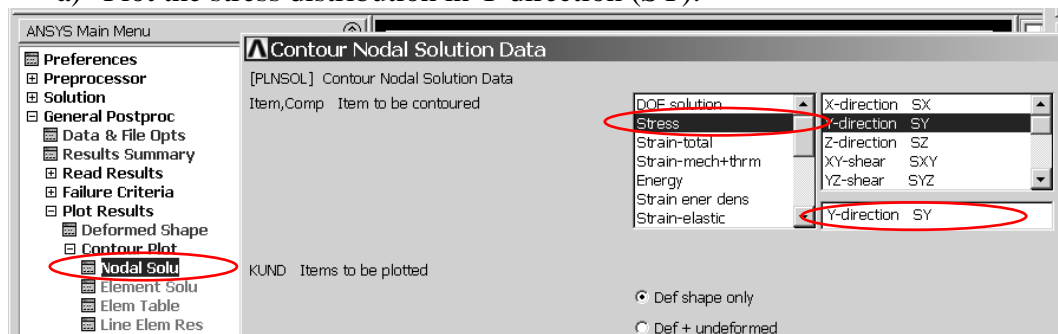 a) Plot the stress distribution in Y direction (SY).
ANSYS Main Menu
Preferences
Preprocessor
Solution
General Postproc
Data & File Opts
Results Summary
Read Results
Failure Criteria
Plot Results
Deformed Shape
Contour Plot
Nodal Solu
Element Solu
Elem Table
Line Elem Res
Contour Nodal Solution Data
[PLNSOL] Contour Nodal Solution Data
Item,Comp Item to be contoured
DOF solution
Stress
Strain-total
Strain-mech+thrm
Energy
Strain ener dens
Strain-elastic
X-direction SX
Y-direction SY
Z-direction SZ
XY-shear SXY
YZ-shear SYZ
Y-direction SY
KUND Items to be plotted
Def shape only
Def + undeformed